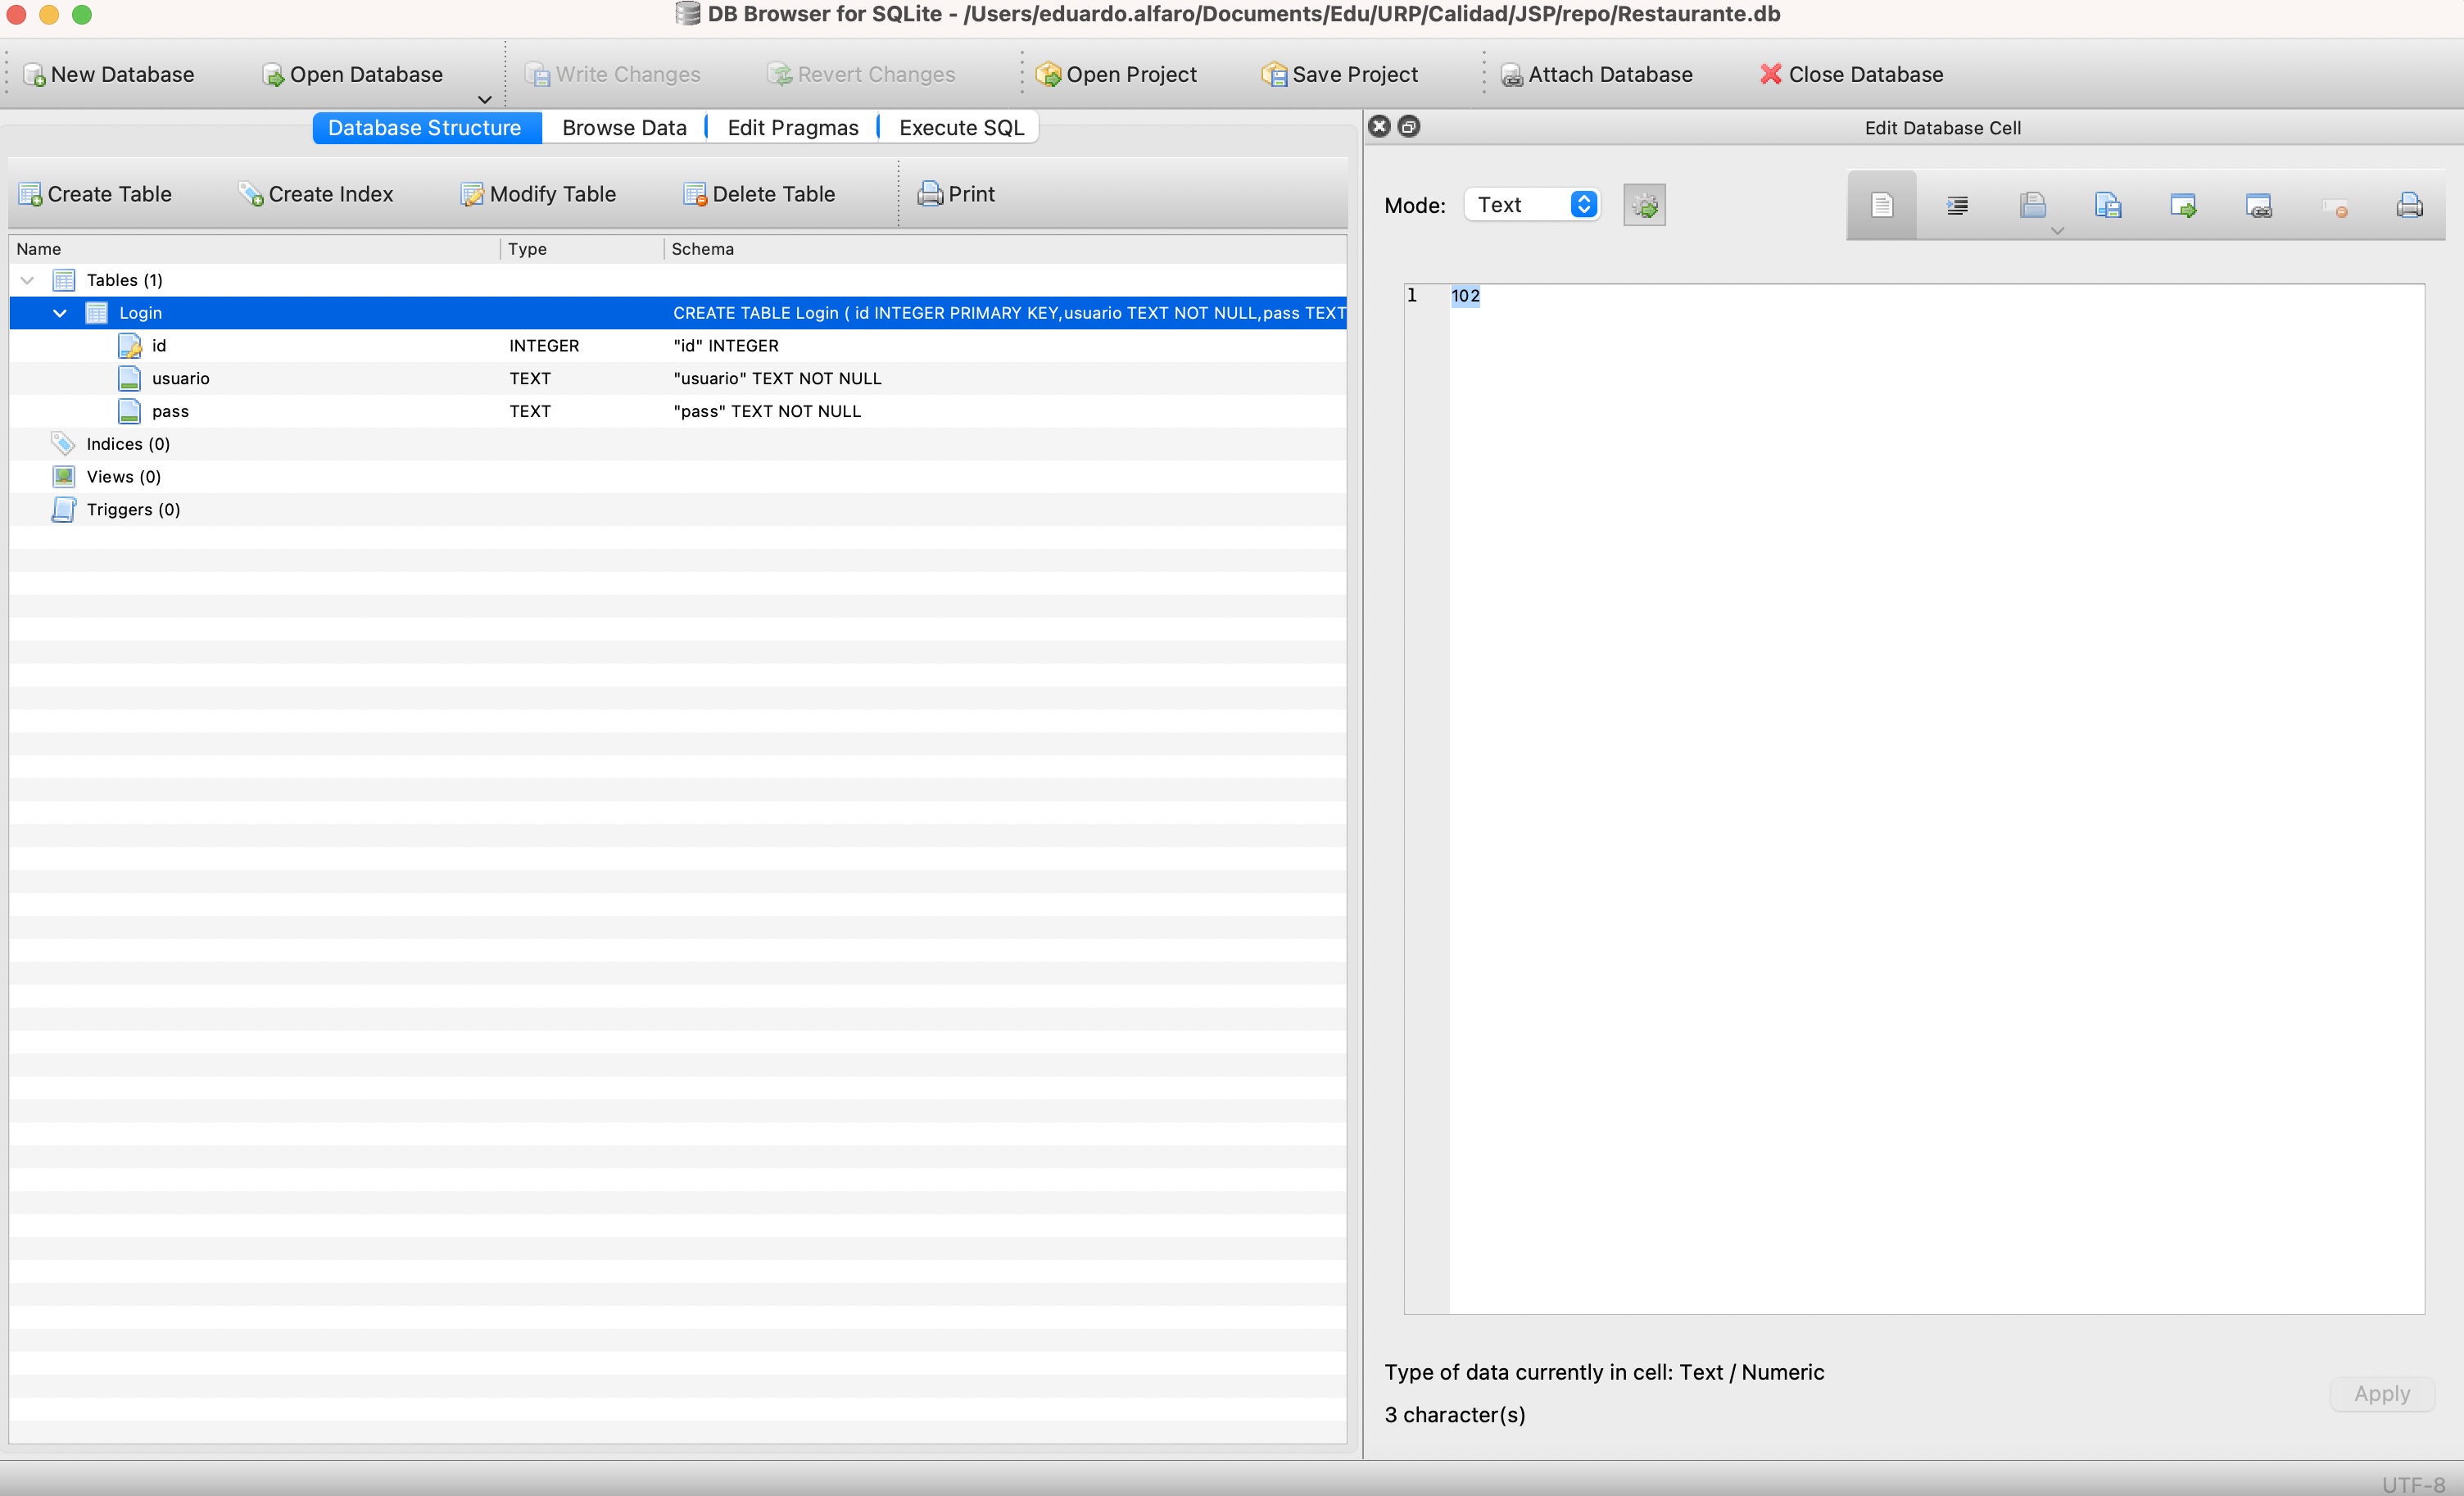 DB Browser for SQLite - /Users/eduardo.alfaro/Documents/Edu/URP/Calidad/JSP/repo/Restaurante.db
New Database Open Database Write Changes Revert Changes Open Project Save Project Attach Database Close Database
Database Structure Browse Data Edit Pragmas Execute SQL
Create Table Create Index Modify Table Delete Table Print
Name Type Schema
Tables (1)
Login CREATE TABLE Login ( id INTEGER PRIMARY KEY,usuario TEXT NOT NULL,pass TEXT
id INTEGER "id" INTEGER
usuario TEXT "usuario" TEXT NOT NULL
pass TEXT "pass" TEXT NOT NULL
Indices (0)
Views (0)
Triggers (0)
Edit Database Cell
Mode: Text
1 102
Type of data currently in cell: Text / Numeric
3 character(s)
Apply
UTF-8